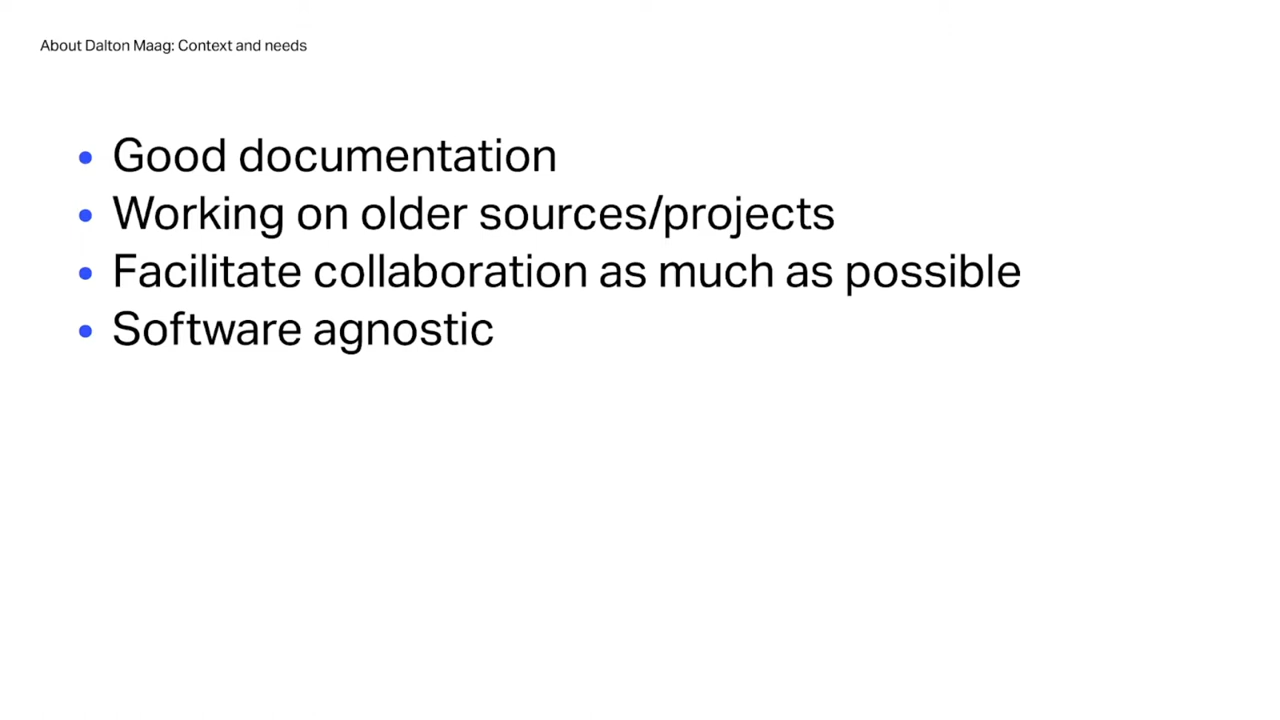 About Dalton Maag: Context and needs
• Good documentation
• Working on older sources/projects
• Facilitate collaboration as much as possible
• Software agnostic